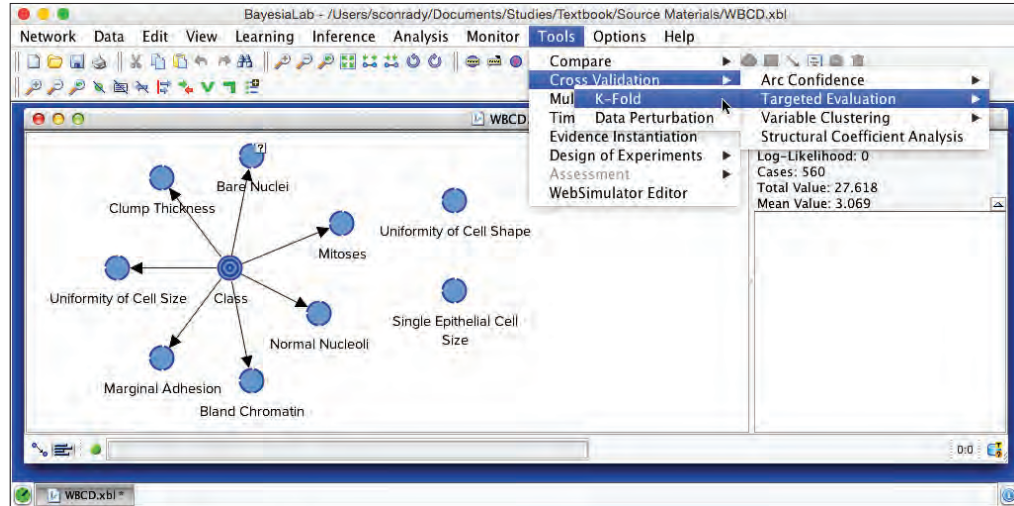 BayesiaLab - /Users/sconrady/Documents/Studies/Textbook/Source Materials/WBCD.xbl
Network Data Edit View Learning Inference Analysis Monitor Tools Options Help
Compare
Cross Validation
Mul
Tim
Evidence Instantiation
Design of Experiments
Assessment
WebSimulator Editor
K-Fold
Data Perturbation
Arc Confidence
Targeted Evaluation
Variable Clustering
Structural Coefficient Analysis
WBCD
Log-Likelihood: 0
Cases: 560
Total Value: 27.618
Mean Value: 3.069
?
Bare Nuclei
Clump Thickness
Mitoses
Uniformity of Cell Shape
Uniformity of Cell Size
Class
Normal Nucleoli
Single Epithelial Cell
Size
Marginal Adhesion
Bland Chromatin
0:0
WBCD.xbl *